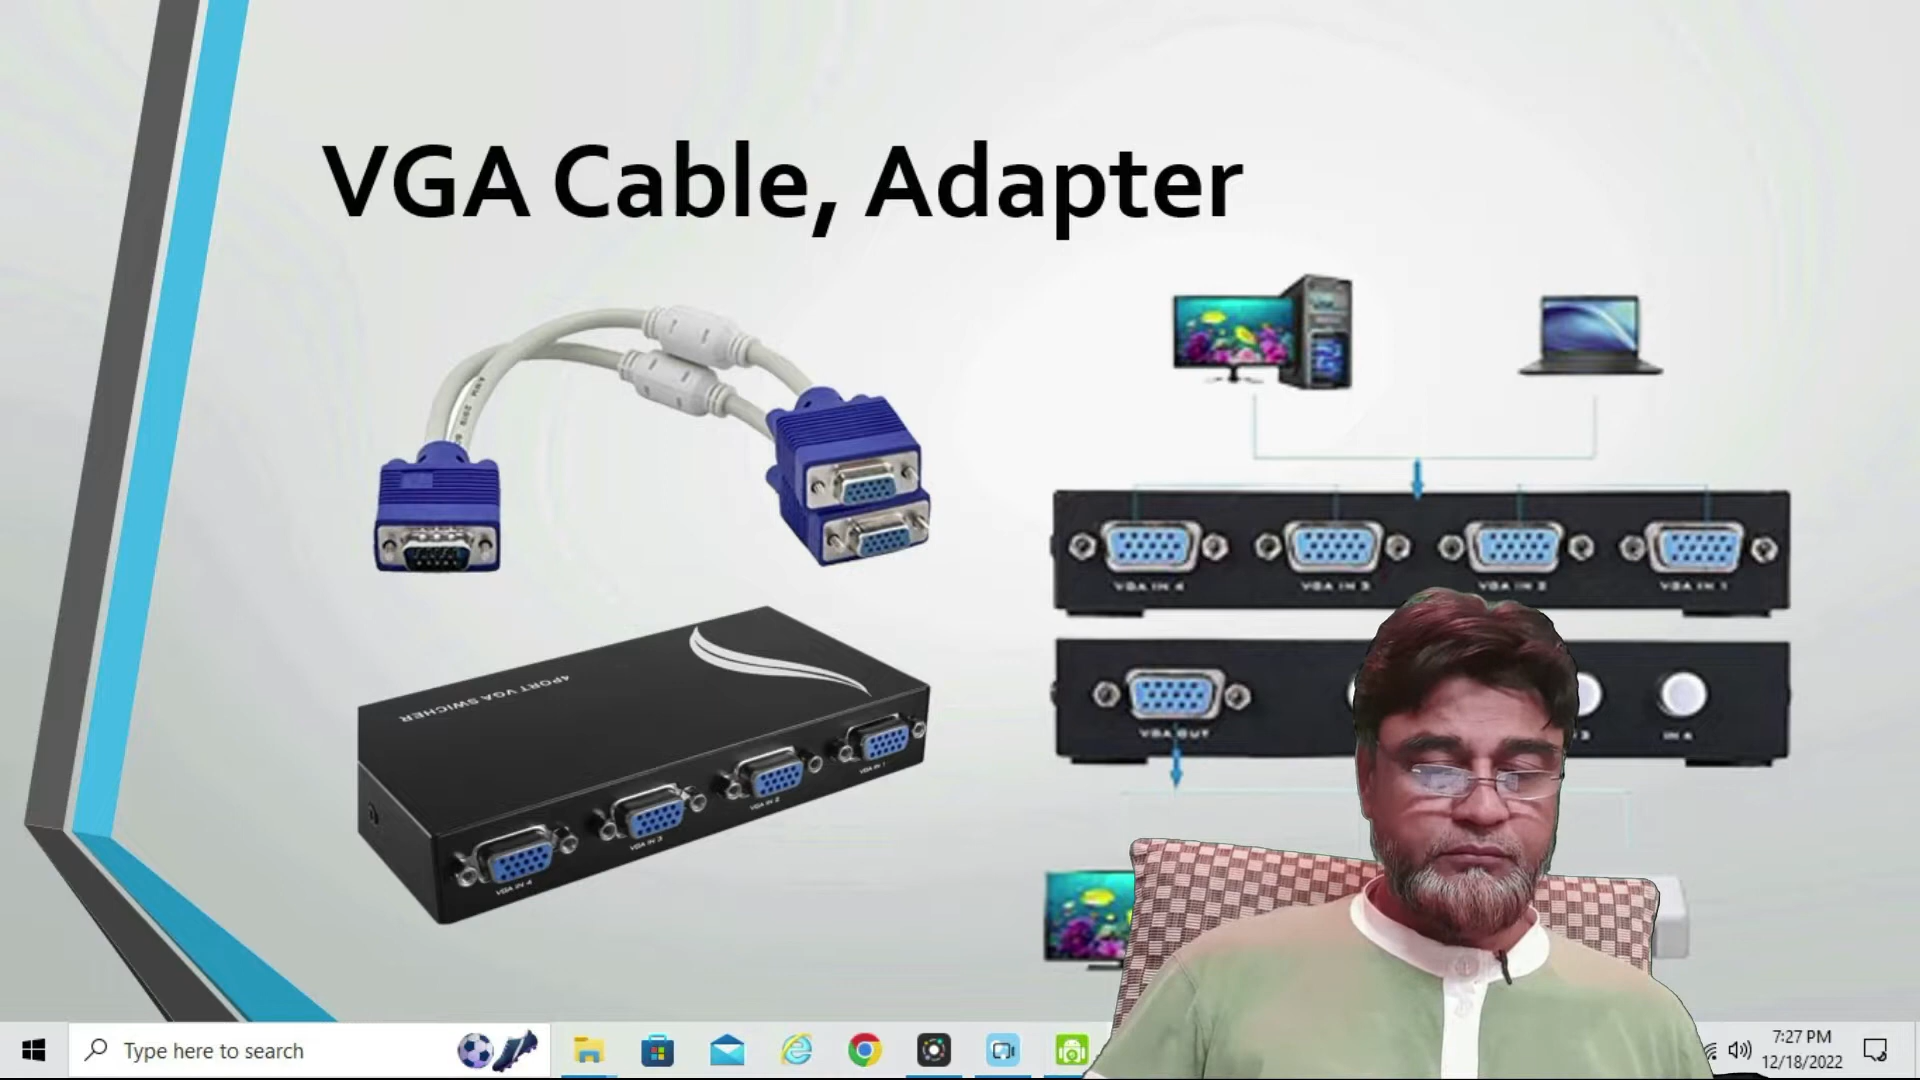 VGA Cable, Adapter
VGA IN 4
VGA IN 3
VGA IN 2
VGA IN 1
VGA OUT
3
IN 4
4PORT VGA SWICHER
VGA IN 1
VGA IN 2
VGA IN 3
VGA IN 4
Type here to search
7:27 PM
12/18/2022